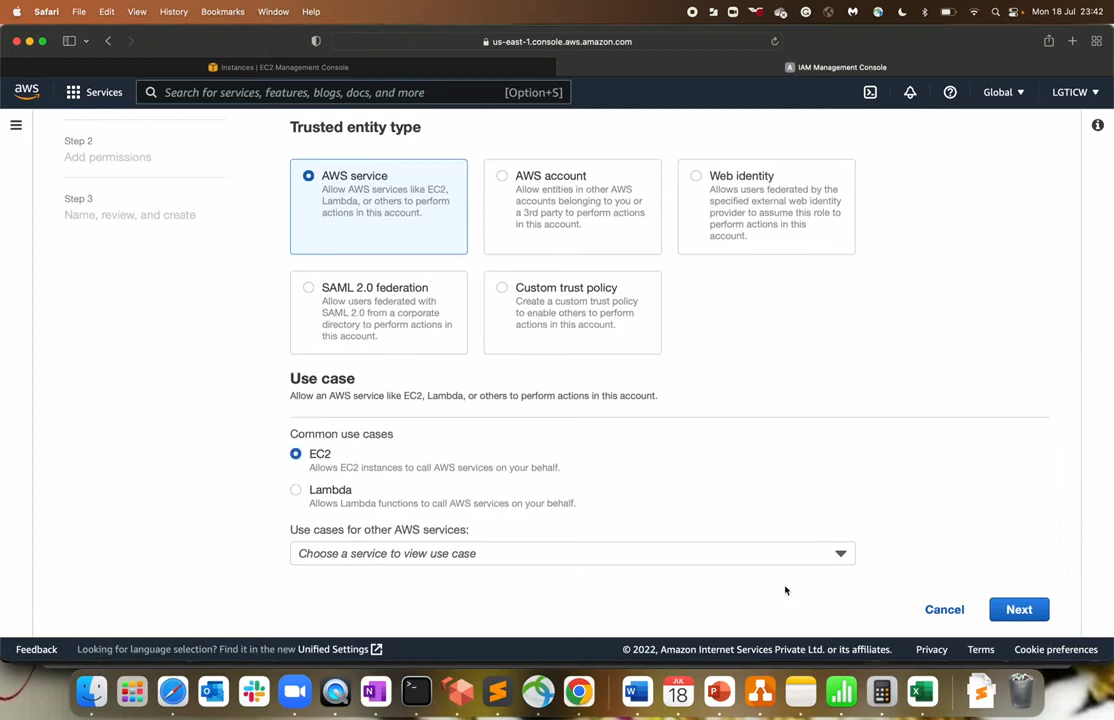 Safari File Edit View History Bookmarks Window Help Mon 18 Jul 23:42
us-east-1.console.aws.amazon.com
Instances | EC2 Management Console
IAM Management Console
aws Services Search for services, features, blogs, docs, and more [Option+S] Global LGTICW
Step 2
Add permissions
Step 3
Name, review, and create
Trusted entity type
AWS service
Allow AWS services like EC2,
Lambda, or others to perform
actions in this account.
AWS account
Allow entities in other AWS
accounts belonging to you or
a 3rd party to perform actions
in this account.
Web identity
Allows users federated by the
specified external web identity
provider to assume this role to
perform actions in this
account.
SAML 2.0 federation
Allow users federated with
SAML 2.0 from a corporate
directory to perform actions in
this account.
Custom trust policy
Create a custom trust policy
to enable others to perform
actions in this account.
Use case
Allow an AWS service like EC2, Lambda, or others to perform actions in this account.
Common use cases
EC2
Allows EC2 instances to call AWS services on your behalf.
Lambda
Allows Lambda functions to call AWS services on your behalf.
Use cases for other AWS services:
Choose a service to view use case
Cancel Next
Feedback Looking for language selection? Find it in the new Unified Settings © 2022, Amazon Internet Services Private Ltd. or its affiliates. Privacy Terms Cookie preferences
JUL
18